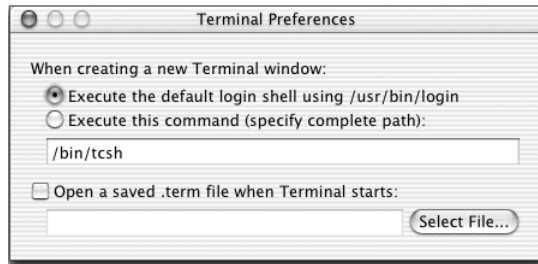 Terminal Preferences
When creating a new Terminal window:
Execute the default login shell using /usr/bin/login
Execute this command (specify complete path):
/bin/tcsh
Open a saved .term file when Terminal starts:
Select File...